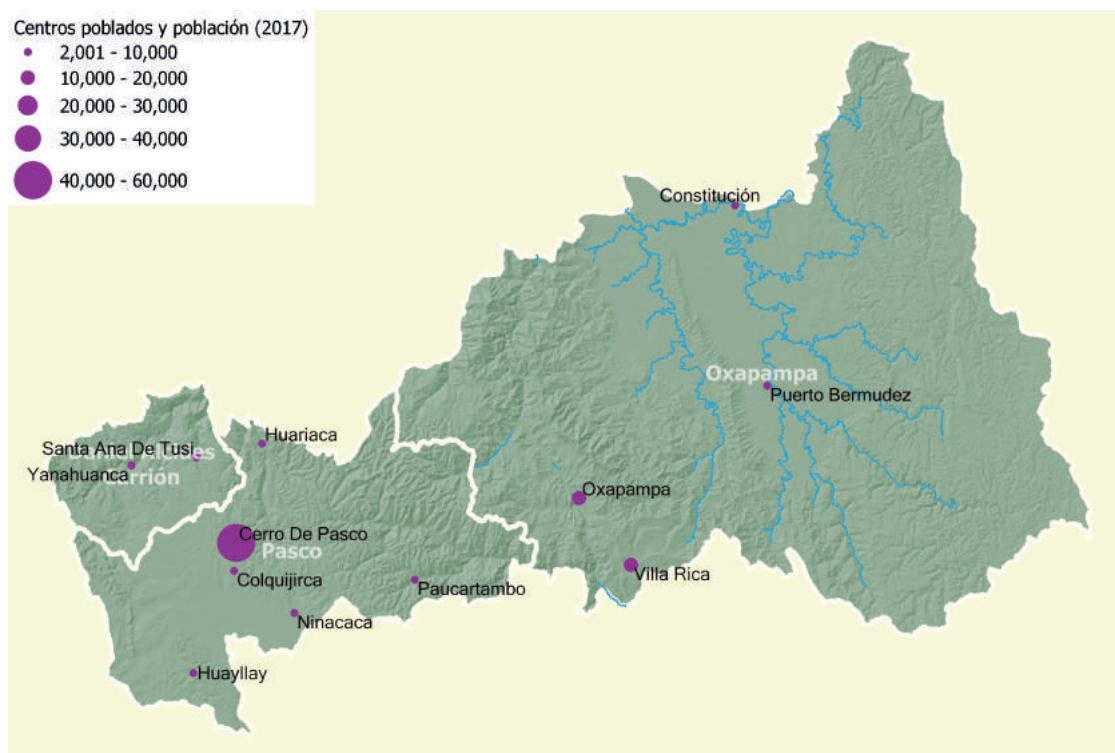 Centros poblados y población (2017)
2,001 - 10,000
10,000 - 20,000
20,000 - 30,000
30,000 - 40,000
40,000 - 60,000
Constitución
Oxapampa
Puerto Bermudez
Huariaca
Santa Ana De Tusi
Yanahuanca
Carrión
Oxapampa
Cerro De Pasco
Pasco
Colquijirca
Villa Rica
Paucartambo
Ninacaca
Huayllay